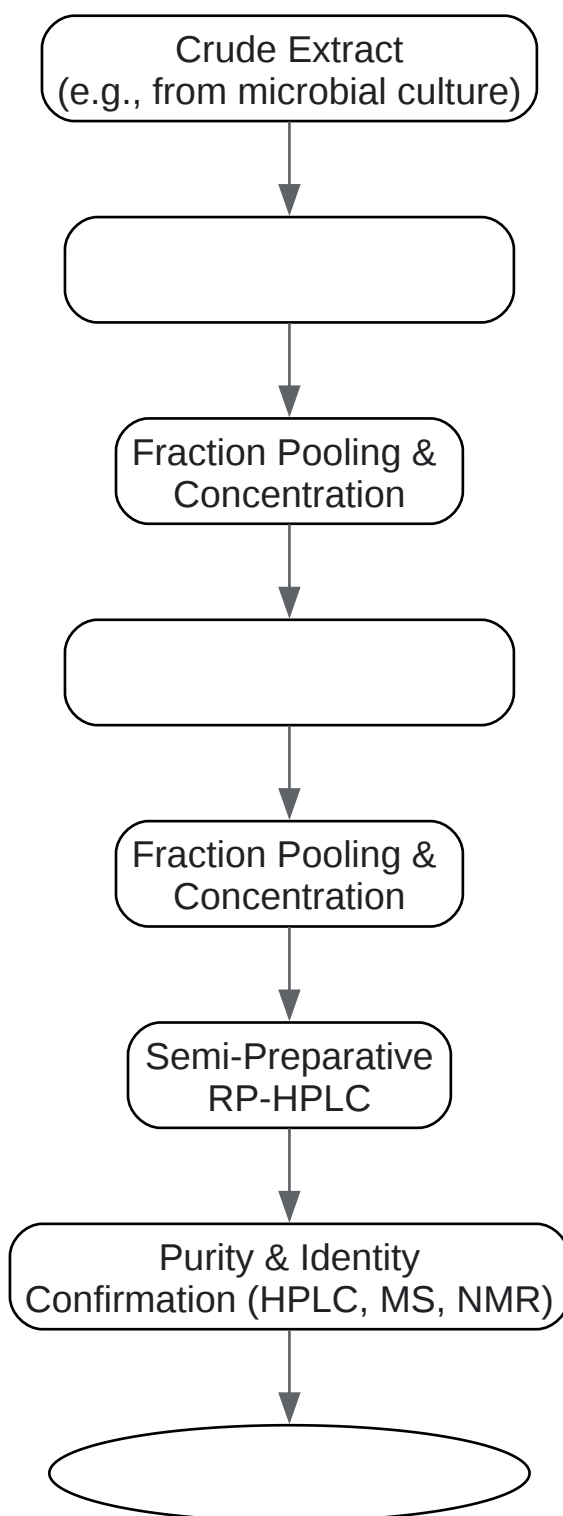 Crude Extract
(e.g., from microbial culture)
Fraction Pooling &
Concentration
Fraction Pooling &
Concentration
Semi-Preparative
RP-HPLC
Purity & Identity
Confirmation (HPLC, MS, NMR)